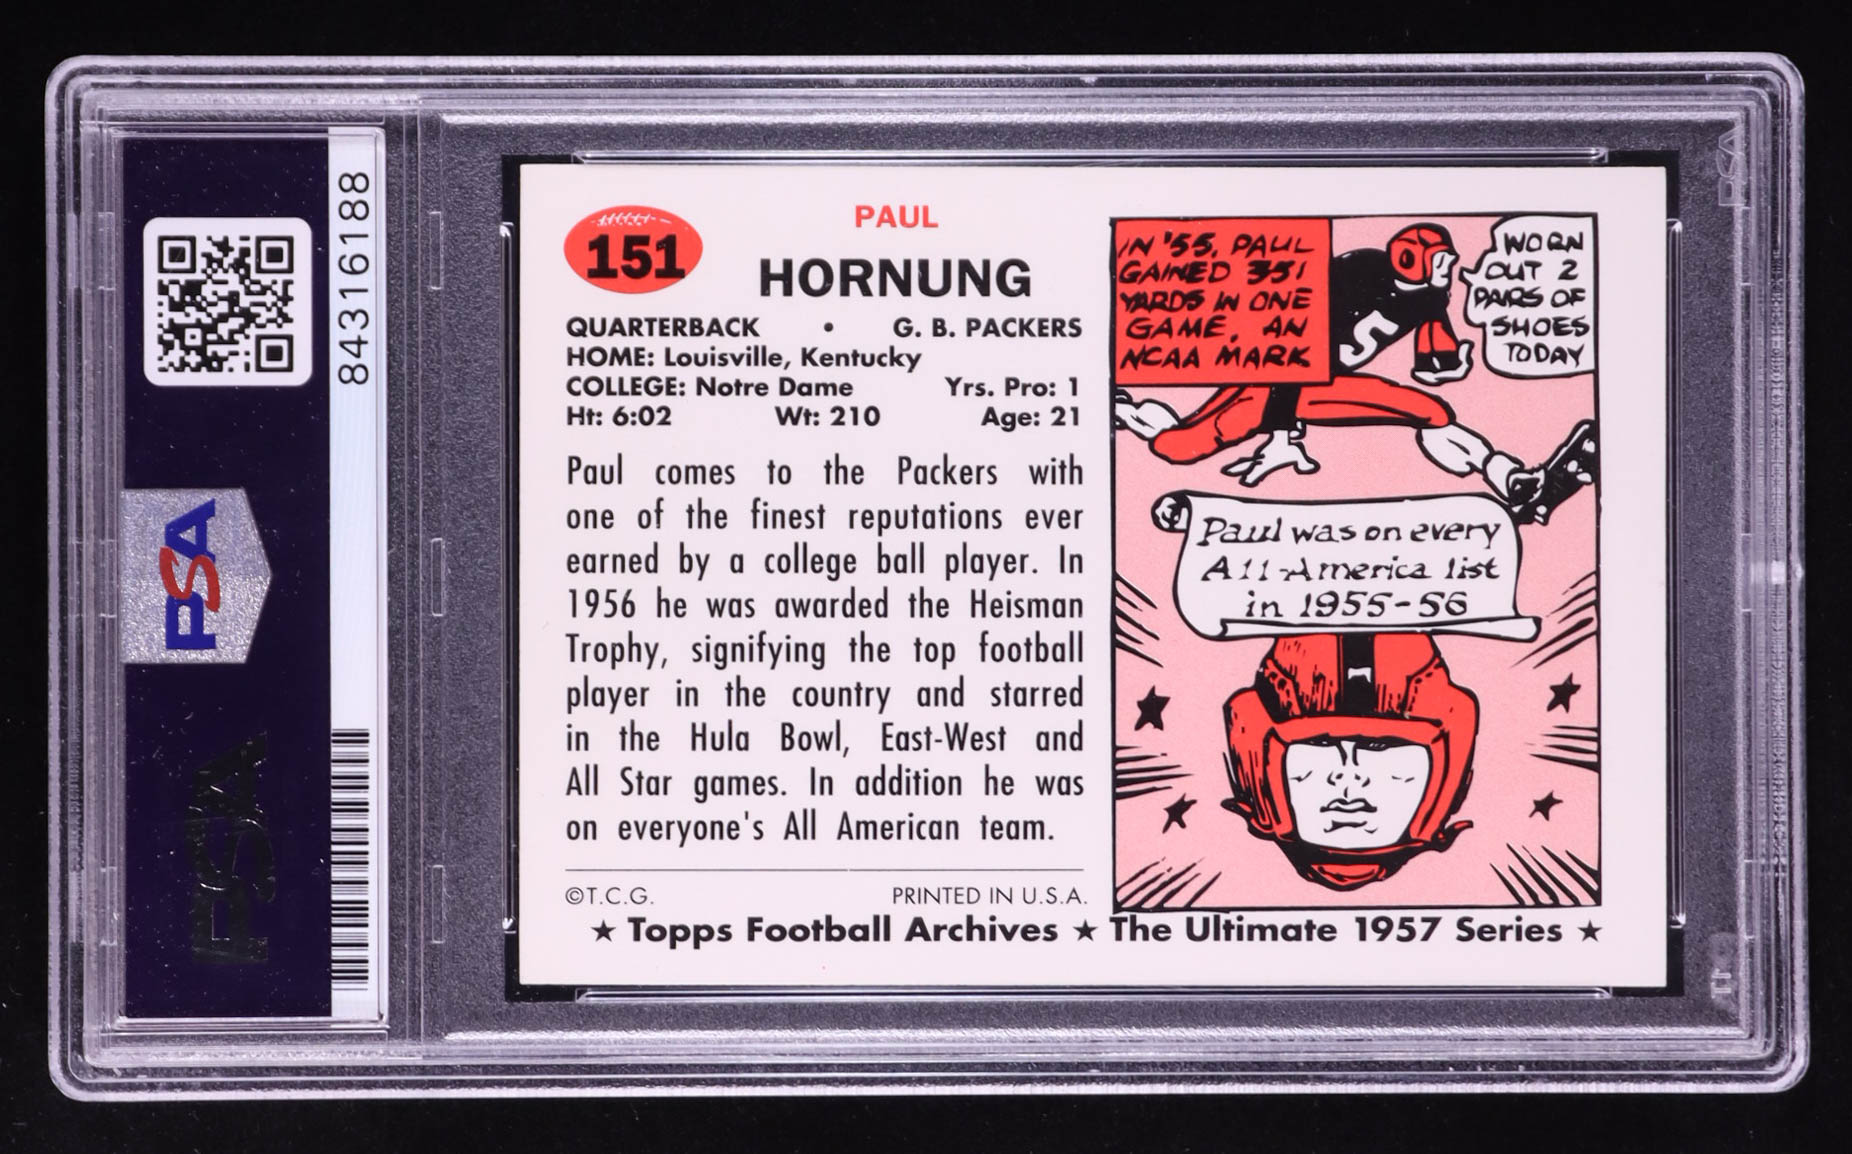 84316188
PSA
PSA
151
PAUL
HORNUNG
QUARTERBACK • G. B. PACKERS
HOME: Louisville, Kentucky
COLLEGE: Notre Dame Yrs. Pro: 1
Ht: 6:02 Wt: 210 Age: 21
Paul comes to the Packers with
one of the finest reputations ever
earned by a college ball player. In
1956 he was awarded the Heisman
Trophy, signifying the top football
player in the country and starred
in the Hula Bowl, East-West and
All Star games. In addition he was
on everyone's All American team.
©T.C.G. PRINTED IN U.S.A.
★ Topps Football Archives ★ The Ultimate 1957 Series ★
IN '55, PAUL
GAINED 351
YARDS IN ONE
GAME, AN
NCAA MARK
WORN
OUT 2
PAIRS OF
SHOES
TODAY
5
Paul was on every
All-America list
in 1955-56
PSA